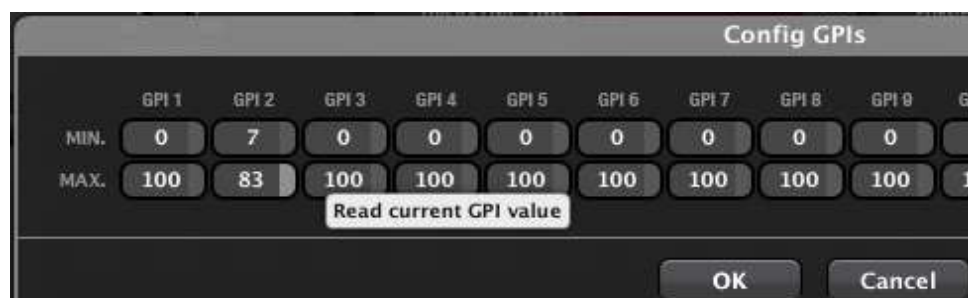 Config GPIs
GPI 1 GPI 2 GPI 3 GPI 4 GPI 5 GPI 6 GPI 7 GPI 8 GPI 9
MIN. 0 7 0 0 0 0 0 0 0
MAX. 100 83 100 100 100 100 100 100 100
Read current GPI value
OK Cancel